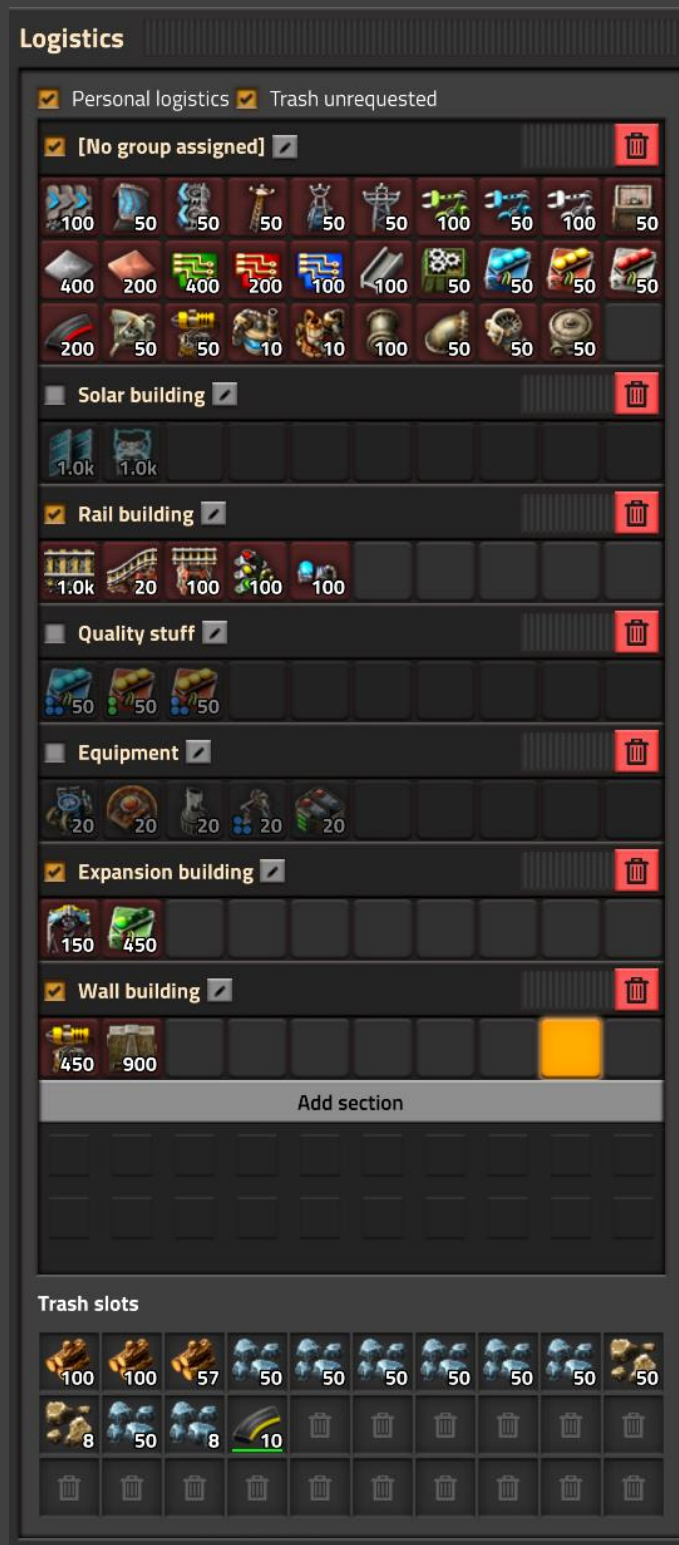 Logistics
Personal logistics Trash unrequested
[No group assigned]
100 50 50 50 50 50 100 50 100 50
400 200 400 200 100 100 50 50 50 50
200 50 50 10 10 100 50 50 50
Solar building
1.0k 1.0k
Rail building
1.0k 20 100 100 100
Quality stuff
50 50 50
Equipment
20 20 20 20 20
Expansion building
150 450
Wall building
450 900
Add section
Trash slots
100 100 57 50 50 50 50 50 50 50
8 50 8 10